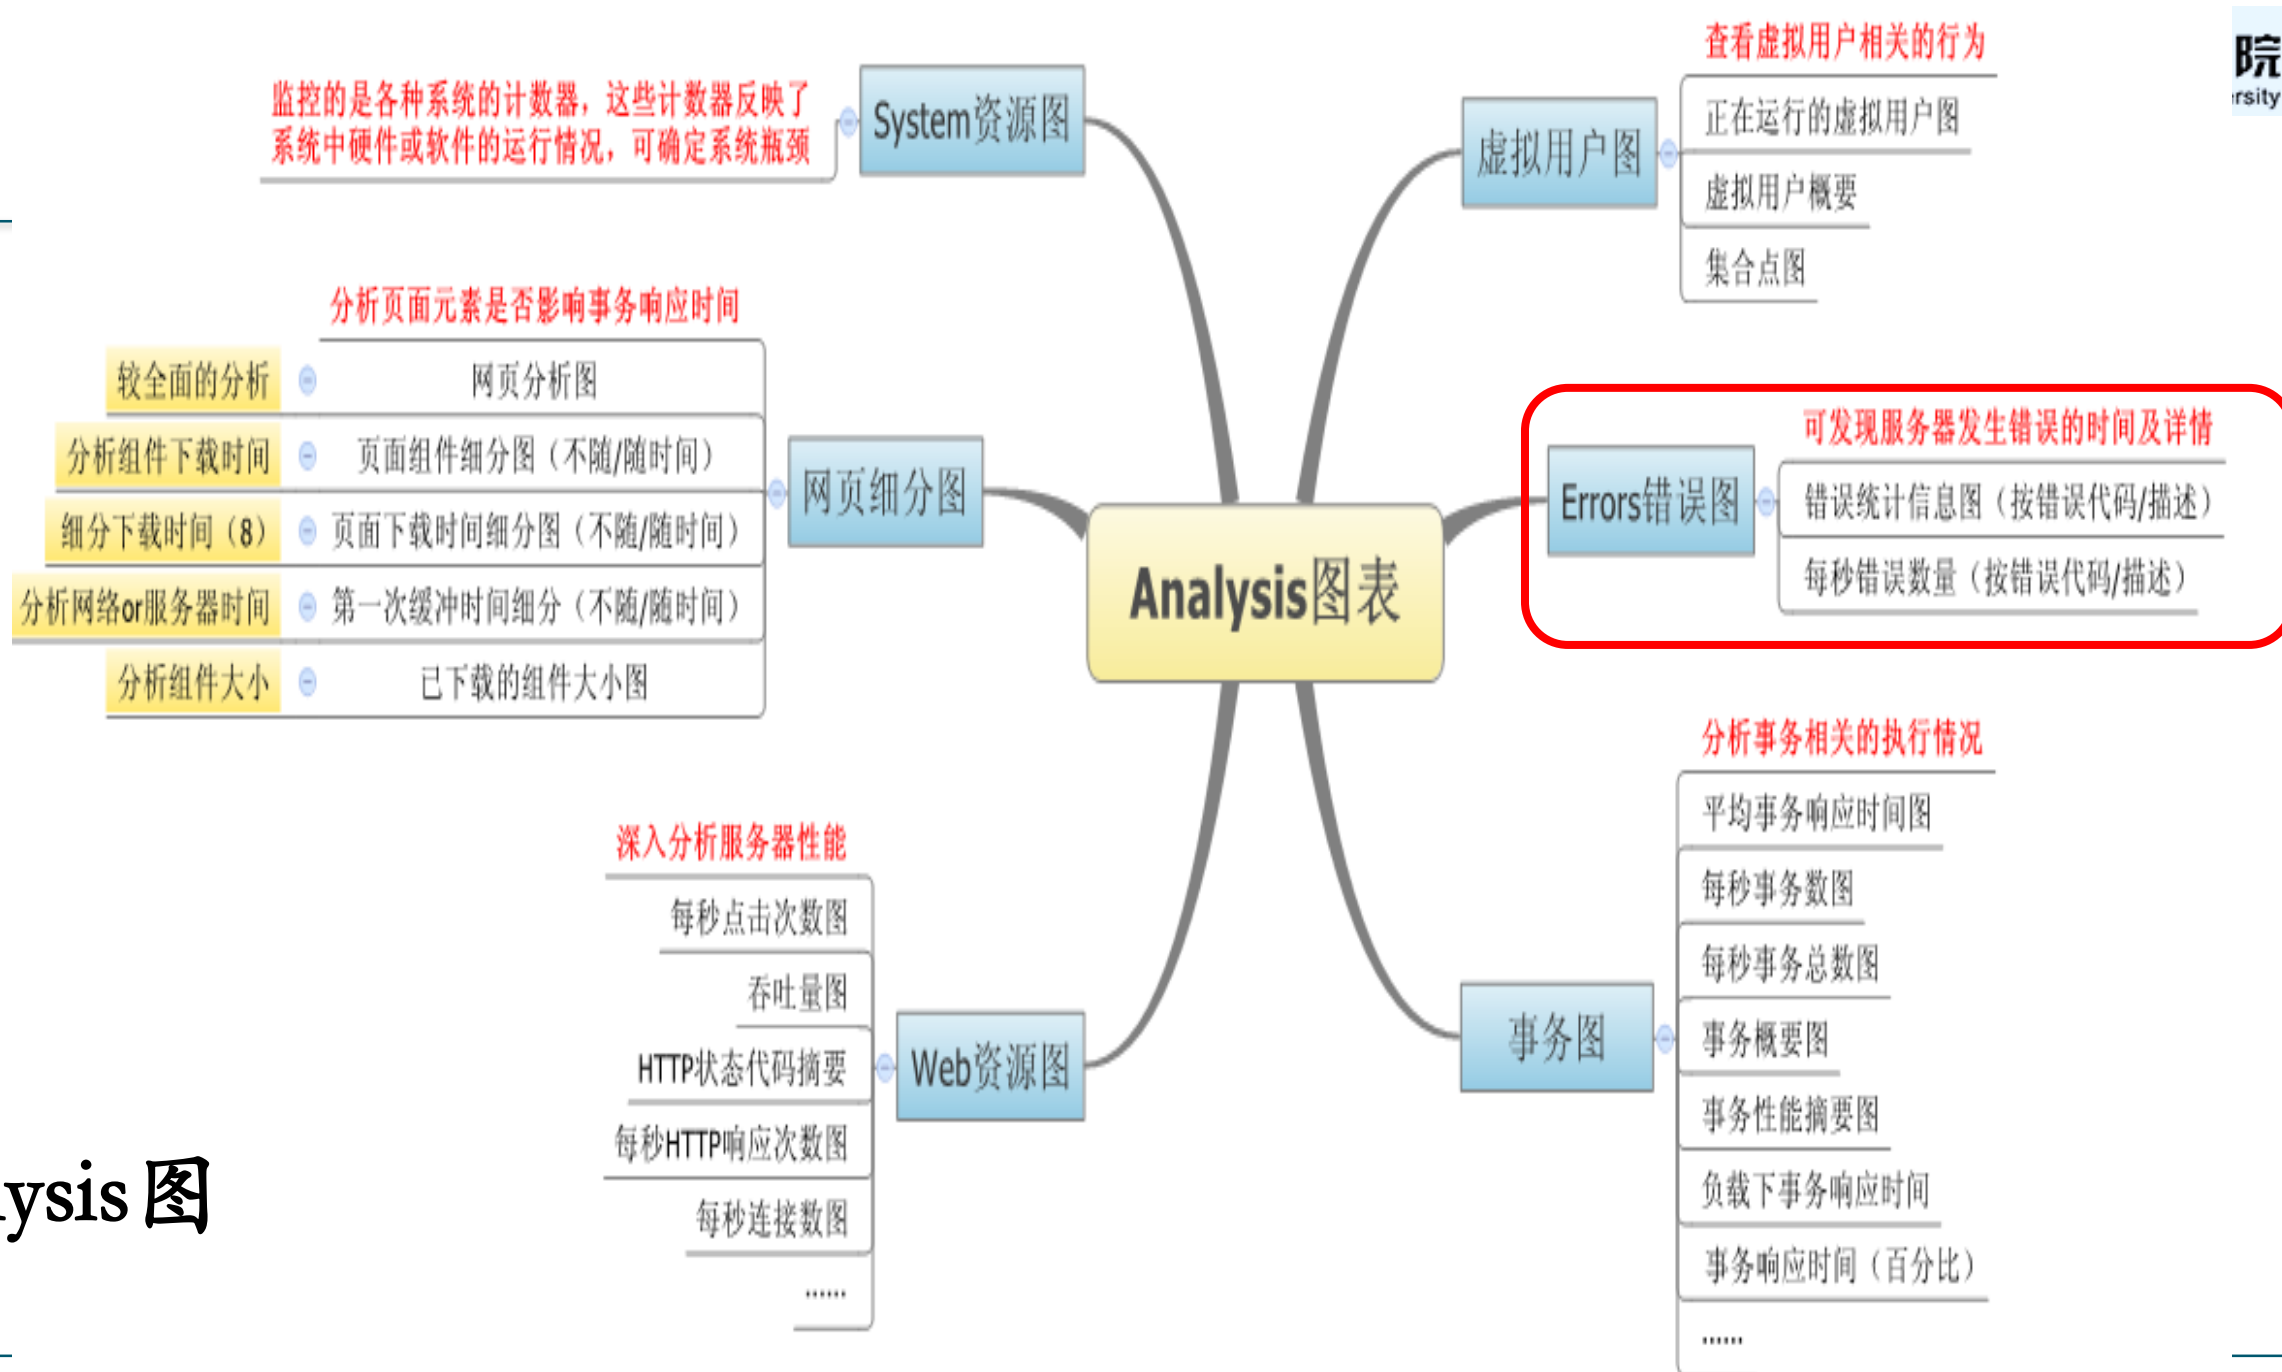 监控的是各种系统的计数器，这些计数器反映了
系统中硬件或软件的运行情况，可确定系统瓶颈
System资源图
分析页面元素是否影响事务响应时间
较全面的分析
网页分析图
分析组件下载时间
页面组件细分图（不随/随时间）
细分下载时间（8）
页面下载时间细分图（不随/随时间）
分析网络or服务器时间
第一次缓冲时间细分（不随/随时间）
分析组件大小
已下载的组件大小图
网页细分图
深入分析服务器性能
每秒点击次数图
吞吐量图
HTTP状态代码摘要
每秒HTTP响应次数图
每秒连接数图
……
Web资源图
Analysis图表
虚拟用户图
查看虚拟用户相关的行为
正在运行的虚拟用户图
虚拟用户概要
集合点图
Errors错误图
可发现服务器发生错误的时间及详情
错误统计信息图（按错误代码/描述）
每秒错误数量（按错误代码/描述）
事务图
分析事务相关的执行情况
平均事务响应时间图
每秒事务数图
每秒事务总数图
事务概要图
事务性能摘要图
负载下事务响应时间
事务响应时间（百分比）
……
院
rsity
ysis图